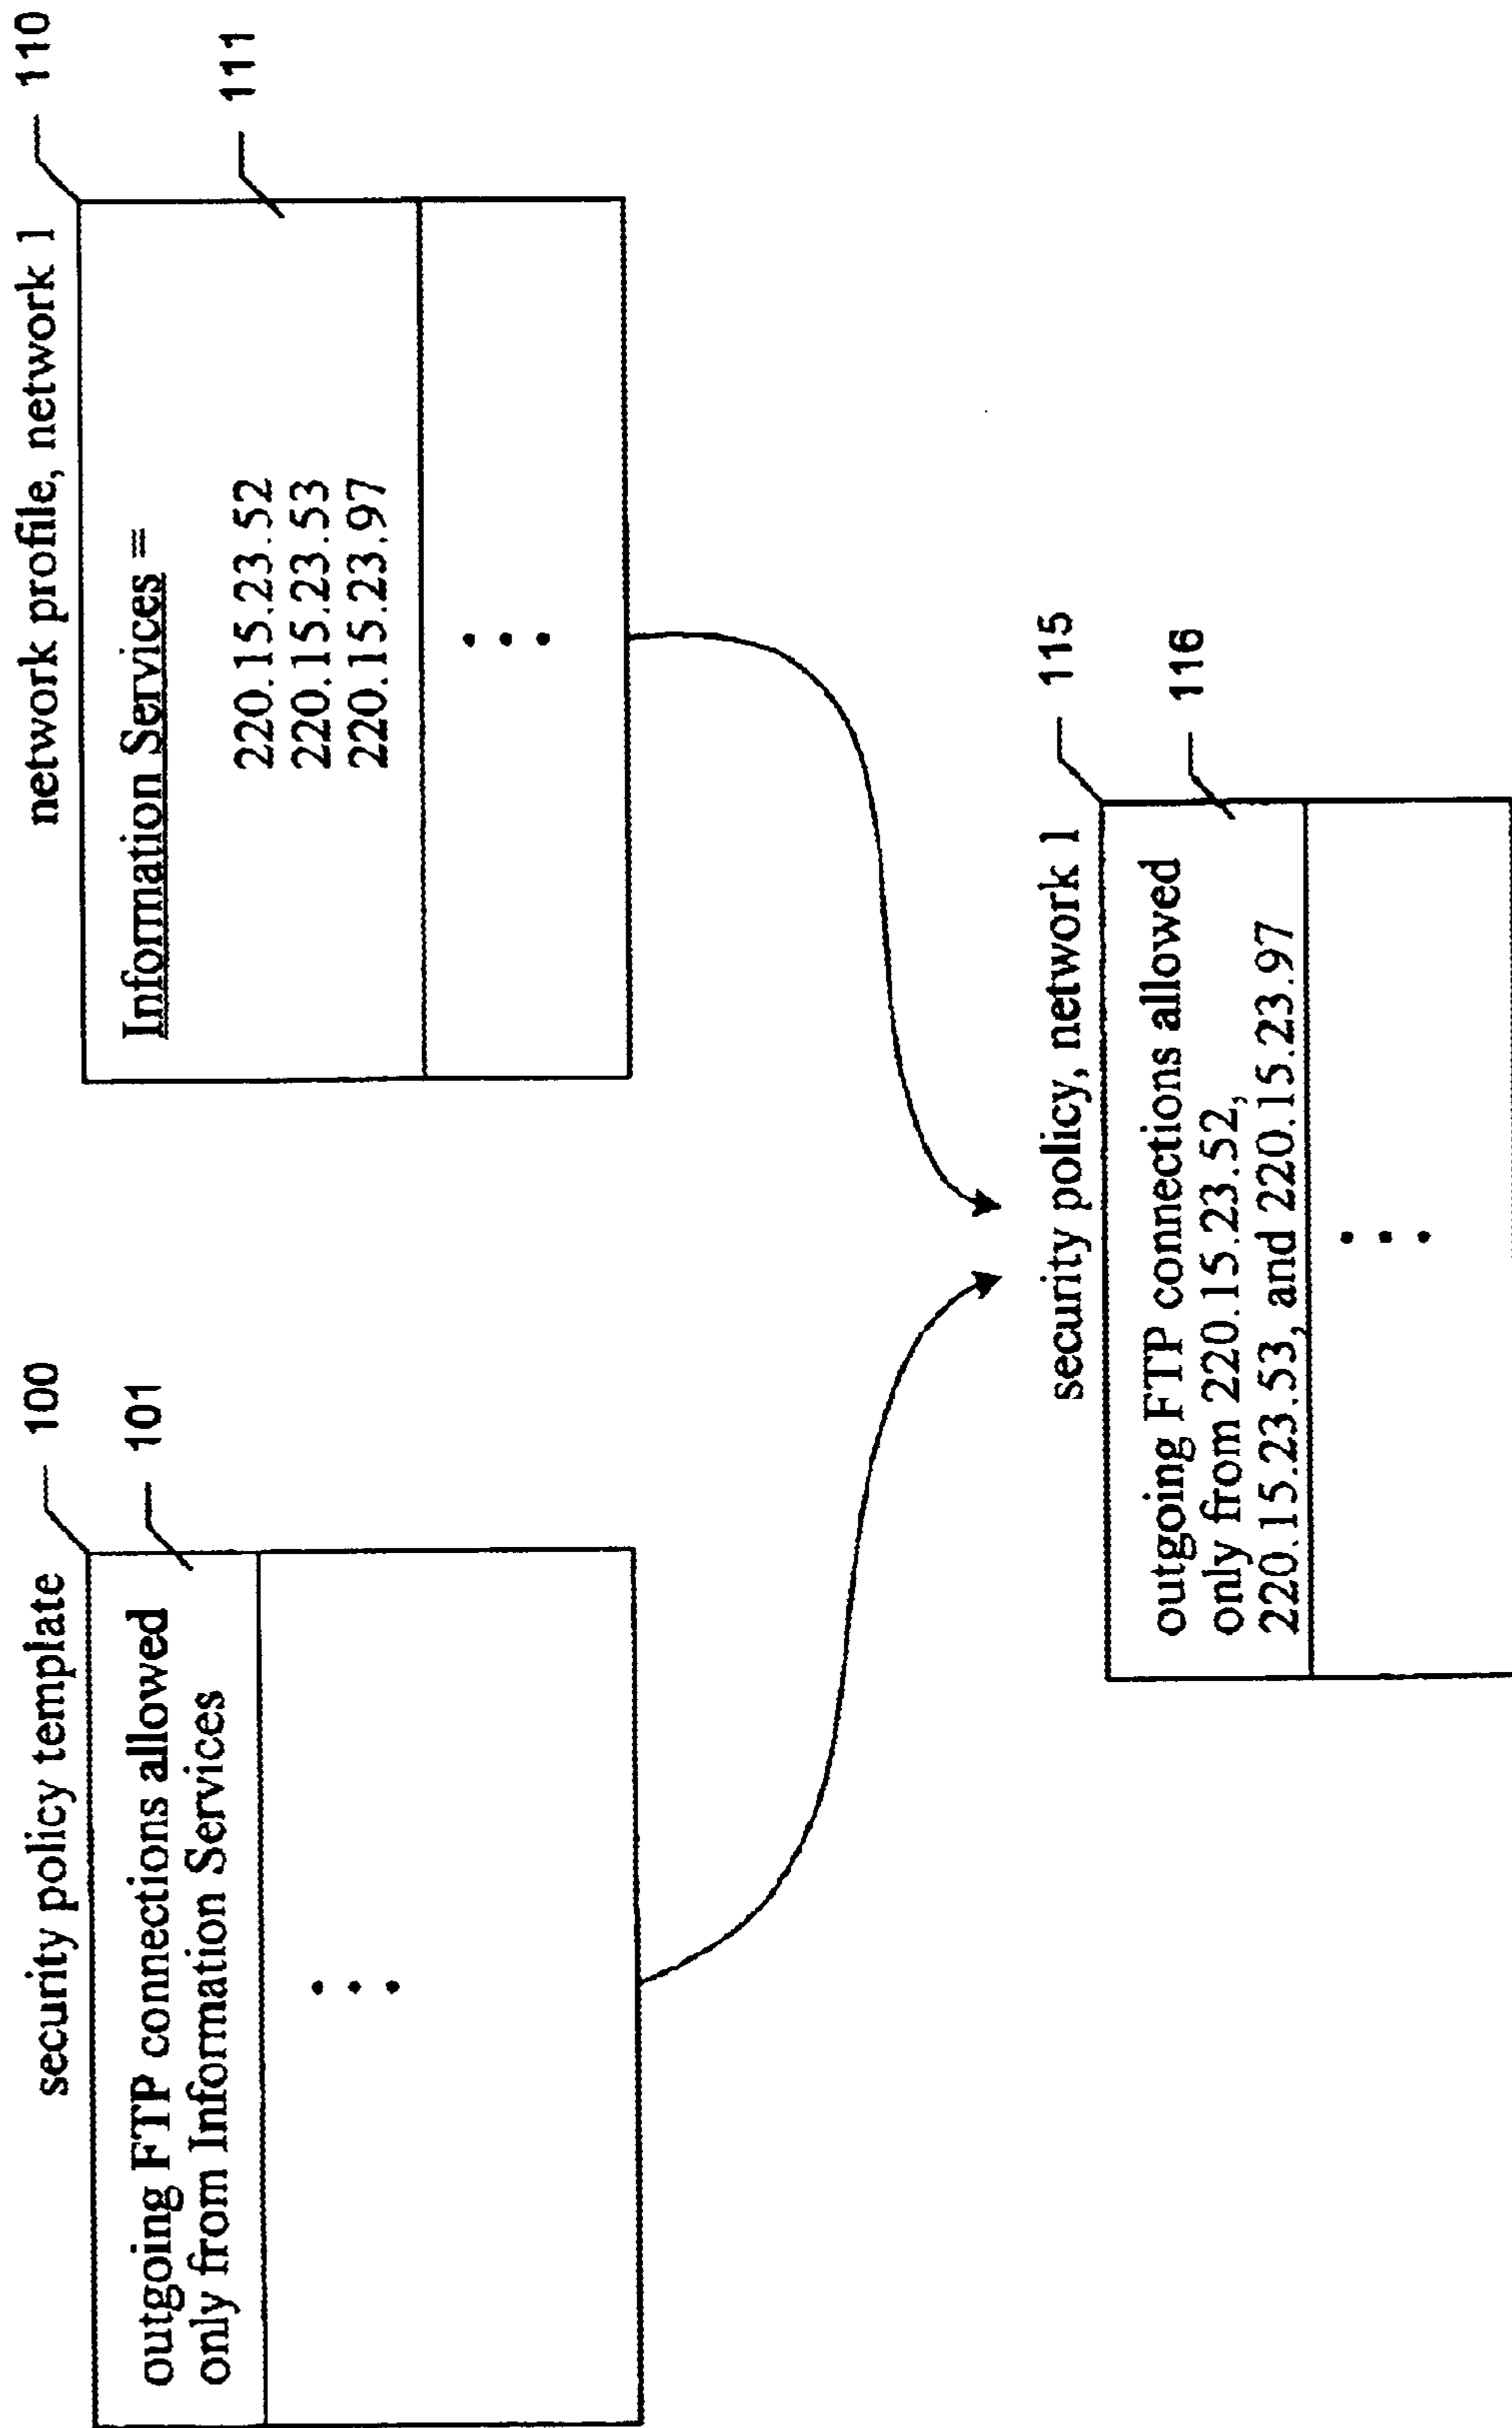 security policy template
100
outgoing FTP connections allowed
only from Information Services
101
network profile, network 1
110
Information Services =
111
220.15.23.52
220.15.23.53
220.15.23.97
security policy, network 1
115
outgoing FTP connections allowed
only from 220.15.23.52,
220.15.23.53, and 220.15.23.97
116